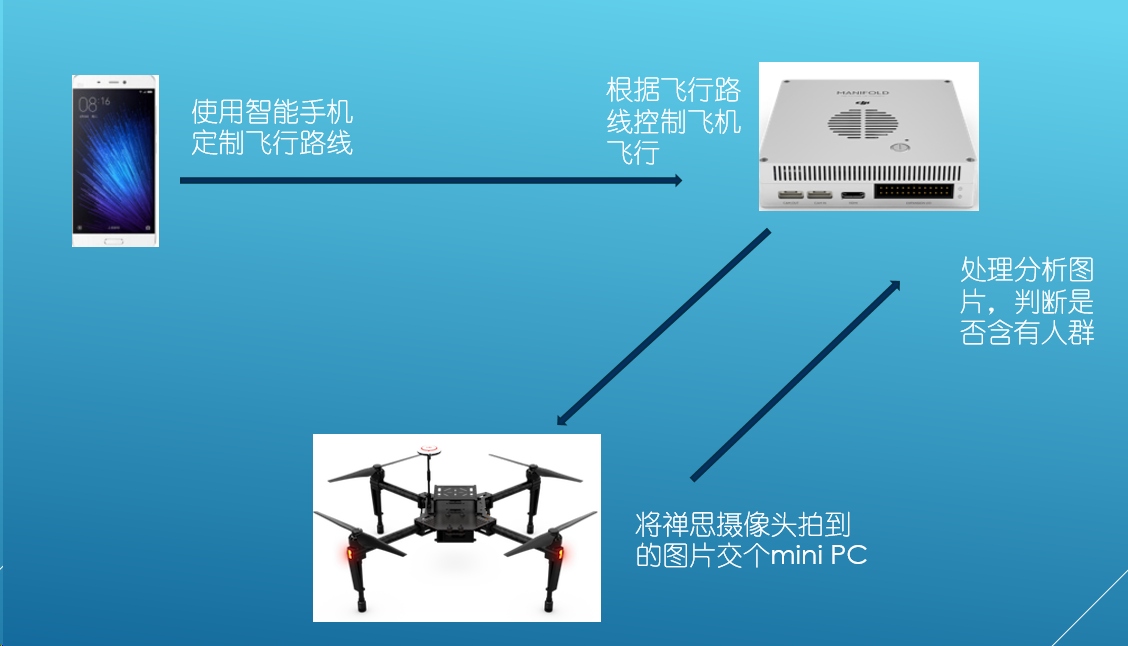 08 16
使用智能手机
定制飞行路线
根据飞行路
线控制飞机
飞行
MANIFOLD
dji
处理分析图
片，判断是
否含有人群
将禅思摄像头拍到
的图片交个mini PC